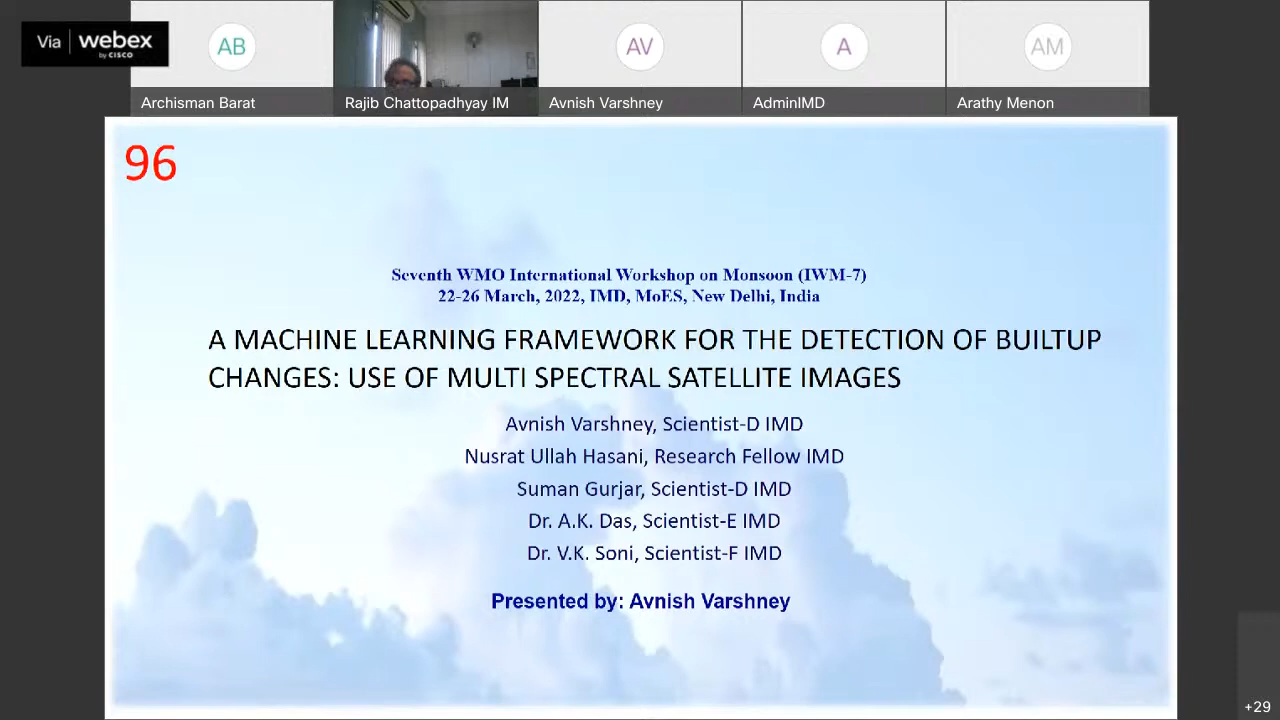 Via webex
by CISCO
AB
AV
A
AM
Archisman Barat
Rajib Chattopadhyay IM
Avnish Varshney
AdminIMD
Arathy Menon
96
Seventh WMO International Workshop on Monsoon (IWM-7)
22-26 March, 2022, IMD, MoES, New Delhi, India
A MACHINE LEARNING FRAMEWORK FOR THE DETECTION OF BUILTUP
CHANGES: USE OF MULTI SPECTRAL SATELLITE IMAGES
Avnish Varshney, Scientist-D IMD
Nusrat Ullah Hasani, Research Fellow IMD
Suman Gurjar, Scientist-D IMD
Dr. A.K. Das, Scientist-E IMD
Dr. V.K. Soni, Scientist-F IMD
Presented by: Avnish Varshney
+29